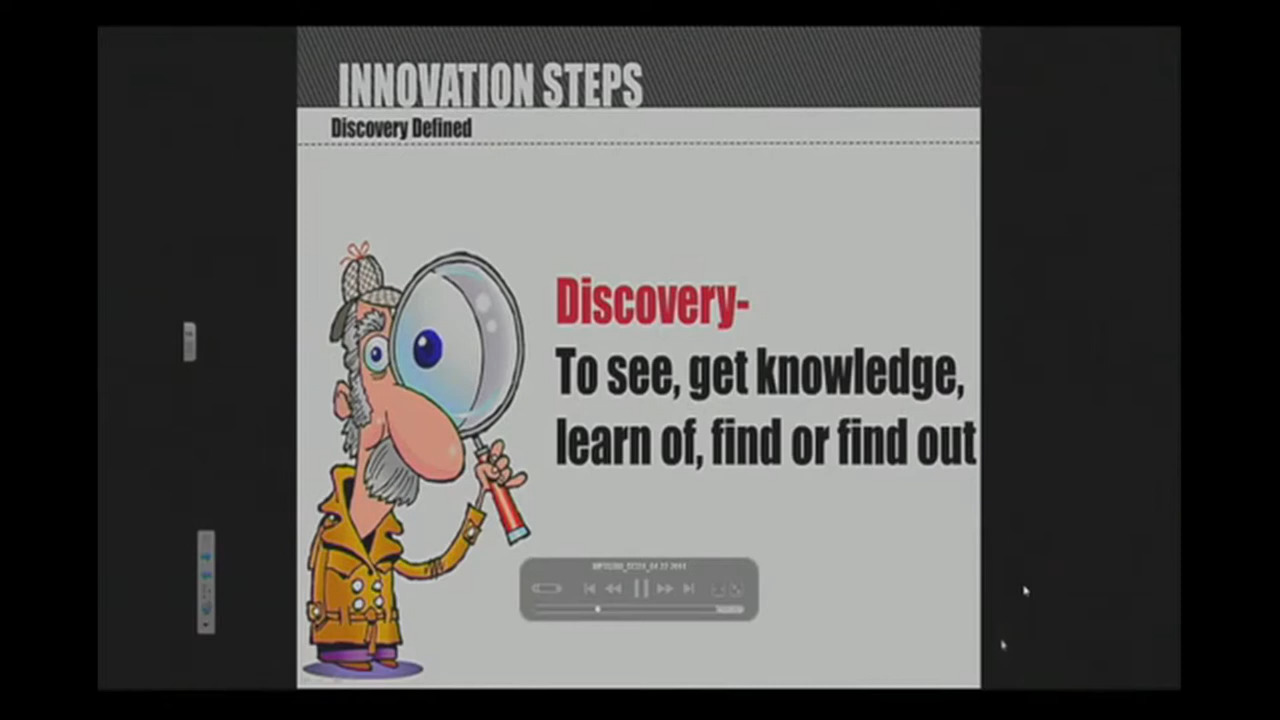 INNOVATION STEPS
Discovery Defined
Discovery-
To see, get knowledge,
learn of, find or find out